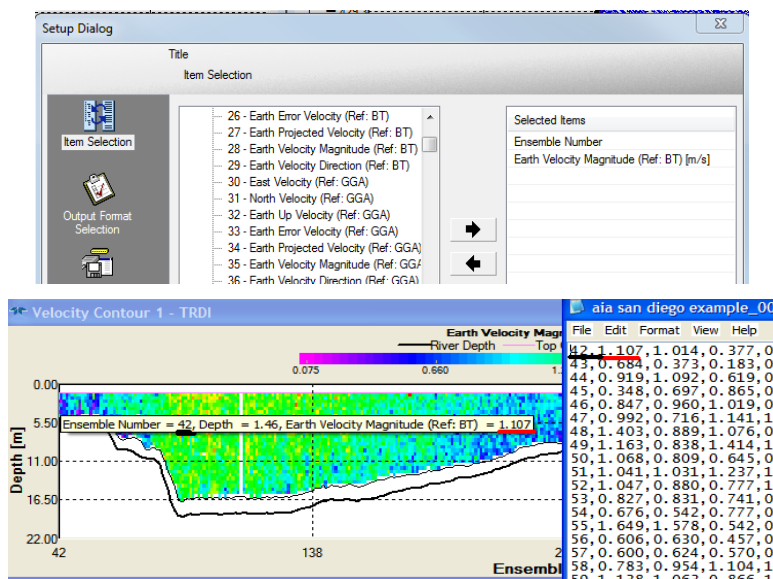 Setup Dialog
Title
Item Selection
Item Selection
Output Format
Selection
26 - Earth Error Velocity (Ref: BT)
27 - Earth Projected Velocity (Ref: BT)
28 - Earth Velocity Magnitude (Ref: BT)
29 - Earth Velocity Direction (Ref: BT)
30 - East Velocity (Ref: GGA)
31 - North Velocity (Ref: GGA)
32 - Earth Up Velocity (Ref: GGA)
33 - Earth Error Velocity (Ref: GGA)
34 - Earth Projected Velocity (Ref: GGA)
35 - Earth Velocity Magnitude (Ref: GGA
36 - Earth Velocity Direction (Ref: GGA)
Selected Items
Ensemble Number
Earth Velocity Magnitude (Ref: BT) [m/s]
Velocity Contour 1 - TRDI
Earth Velocity Magn
River Depth
Top
0.075
0.660
1.
0.00
5.50
11.00
16.50
22.00
Depth [m]
Ensemble Number = 42, Depth = 1.46, Earth Velocity Magnitude (Ref: BT) = 1.107
42
138
2
Ensembl
aia san diego example_00
File Edit Format View Help
42,1.107,1.014,0.377,0
43,0.684,0.373,0.183,0
44,0.919,1.092,0.619,0
45,0.348,0.697,0.865,0
46,0.847,0.960,1.019,0
47,0.992,0.716,1.141,1
48,1.403,0.889,1.076,0
49,1.163,0.838,1.414,1
50,1.068,0.809,0.645,0
51,1.041,1.031,1.237,1
52,1.047,0.880,0.777,1
53,0.827,0.831,0.741,0
54,0.676,0.542,0.777,0
55,1.649,1.578,0.542,0
56,0.606,0.630,0.457,0
57,0.600,0.624,0.570,0
58,0.783,0.954,1.104,1